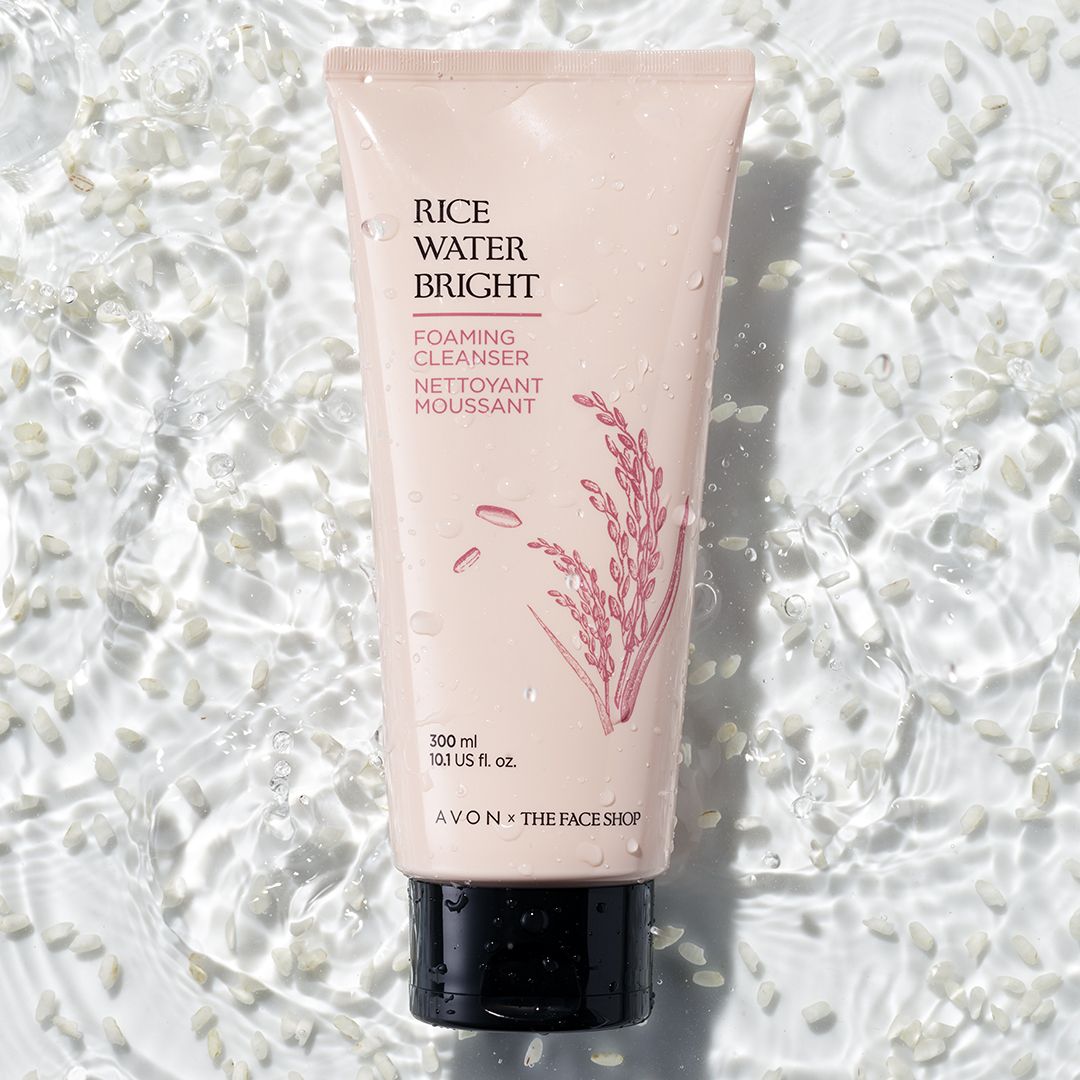 RICE
WATER
BRIGHT
FOAMING
CLEANSER
NETTOYANT
MOUSSANT
300 ml
10.1 US fl. oz.
AVON x THE FACE SHOP